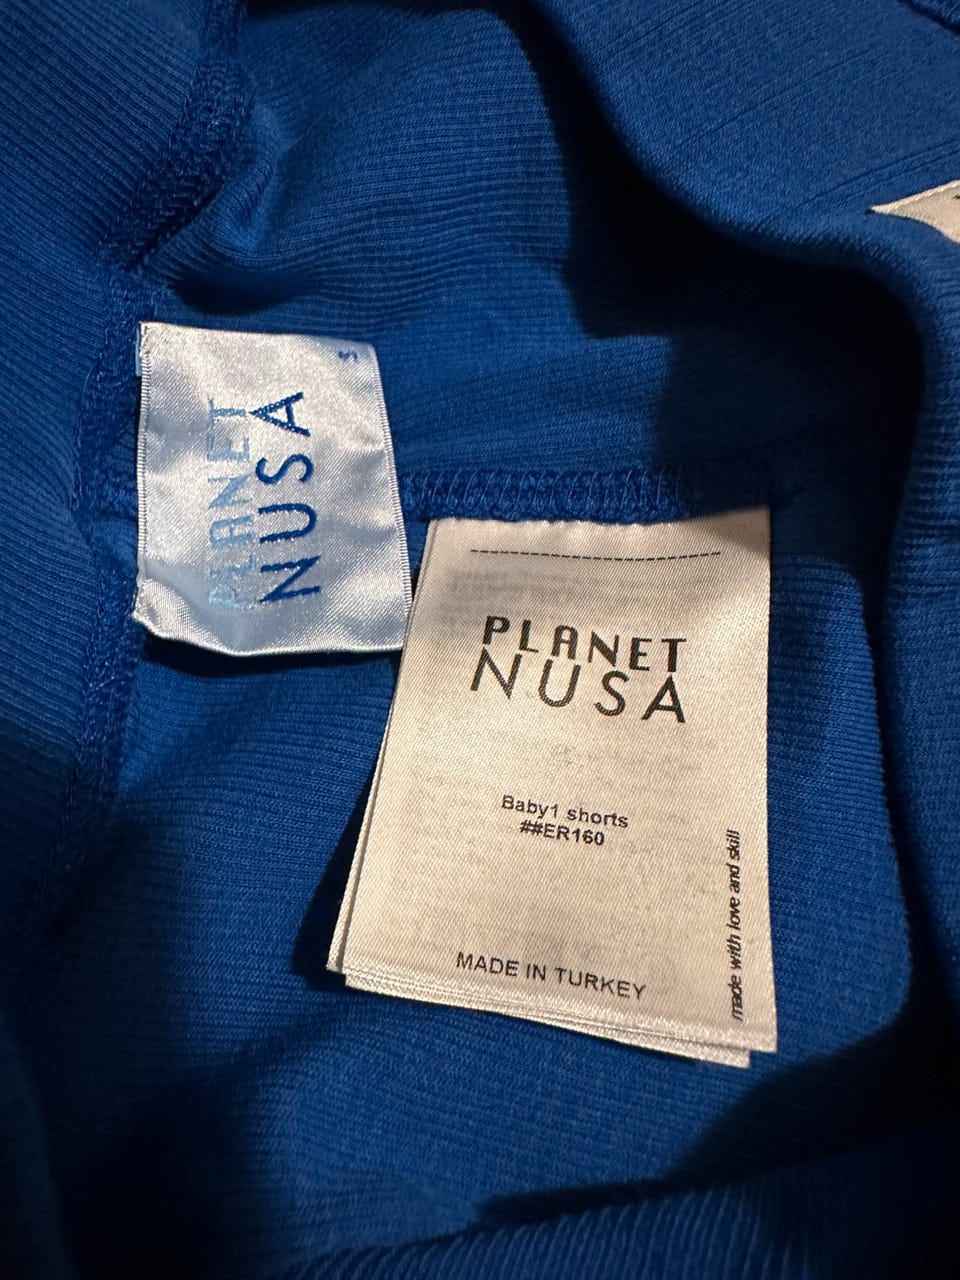 S
PLANET
NUSA
PLANET
NUSA
Baby1 shorts
##ER160
made with love and skill
MADE IN TURKEY